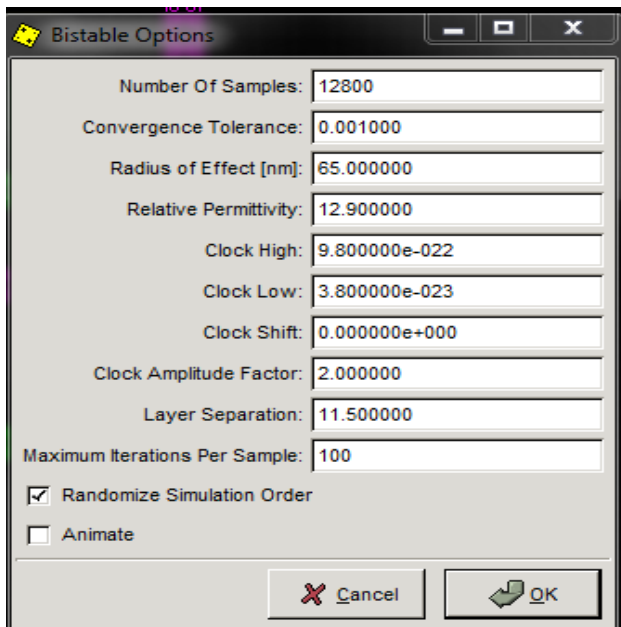 Bistable Options
Number Of Samples: 12800
Convergence Tolerance: 0.001000
Radius of Effect [nm]: 65.000000
Relative Permittivity: 12.900000
Clock High: 9.800000e-022
Clock Low: 3.800000e-023
Clock Shift: 0.000000e+000
Clock Amplitude Factor: 2.000000
Layer Separation: 11.500000
Maximum Iterations Per Sample: 100
Randomize Simulation Order
Animate
Cancel OK